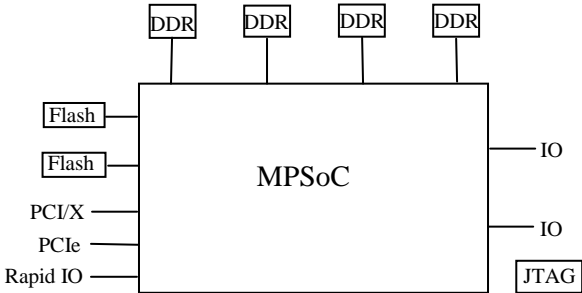 DDR DDR DDR DDR
Flash
Flash
MPSoC
IO
PCI/X
PCIe
IO
Rapid IO
JTAG